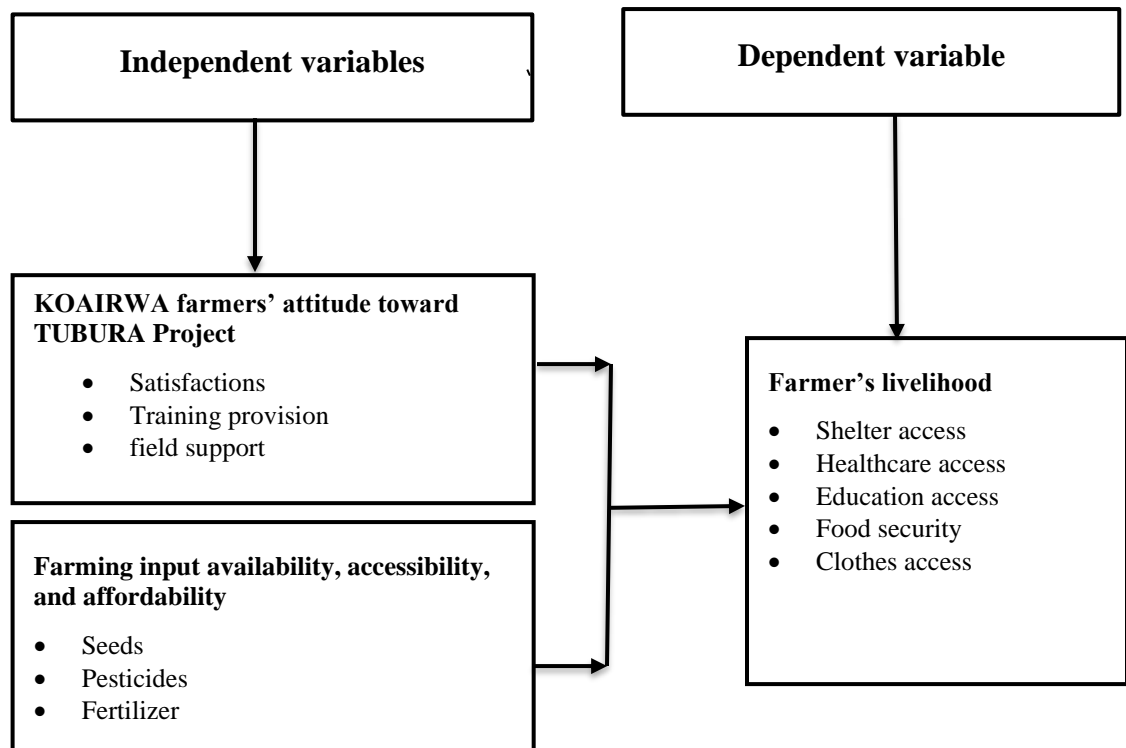 Independent variables
Dependent variable
KOAIRWA farmers’ attitude toward
TUBURA Project
• Satisfactions
• Training provision
• field support
Farming input availability, accessibility,
and affordability
• Seeds
• Pesticides
• Fertilizer
Farmer’s livelihood
• Shelter access
• Healthcare access
• Education access
• Food security
• Clothes access